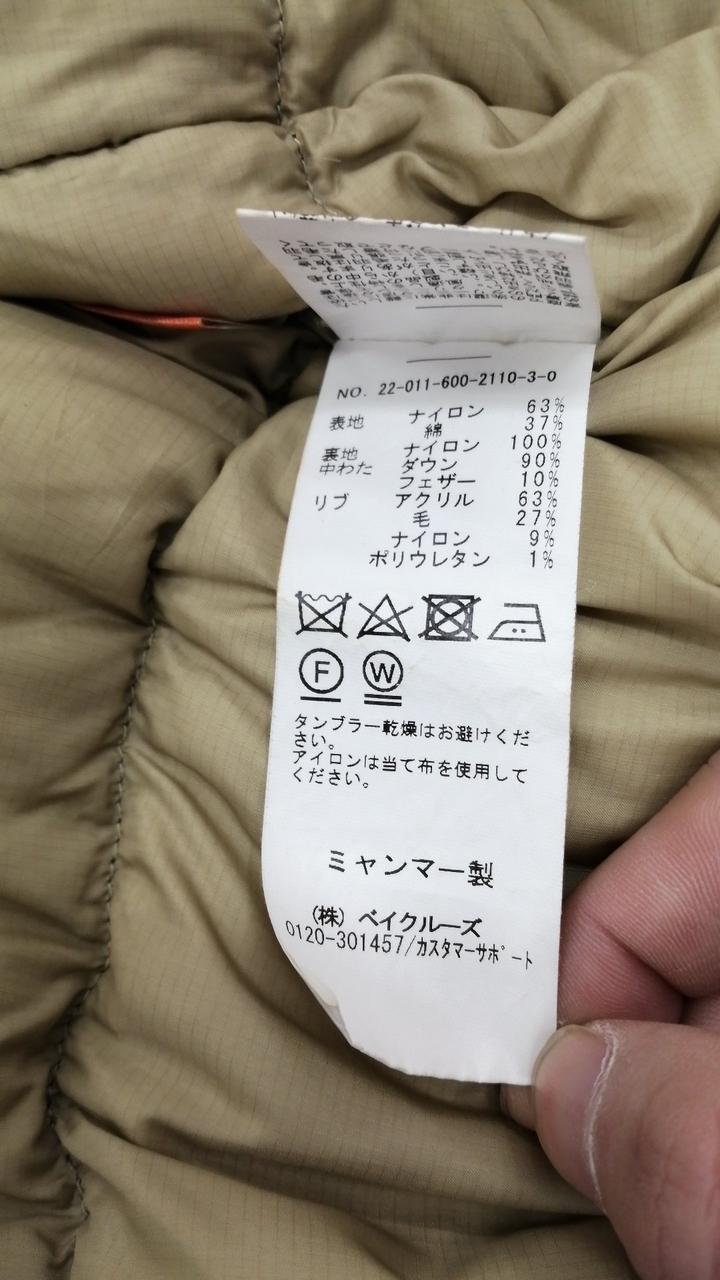 NO. 22-011-600-2110-3-0
表地 ナイロン 63%
綿 37%
裏地 ナイロン 100%
中わた ダウン 90%
フェザー 10%
リブ アクリル 63%
毛 27%
ナイロン 9%
ポリウレタン 1%
F W
タンブラー乾燥はお避けくだ
さい。
アイロンは当て布を使用して
ください。
ミャンマー製
(株) ベイクルーズ
0120-301457/カスタマーサポート